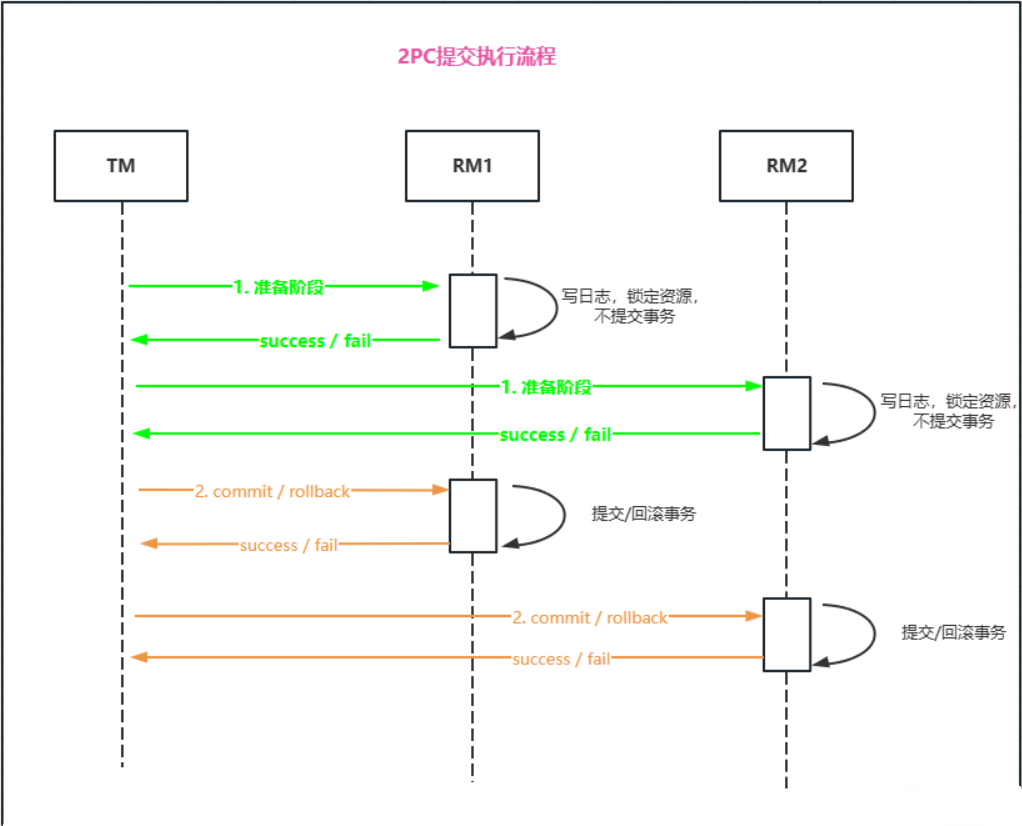 2PC提交执行流程
TM
RM1
RM2
1. 准备阶段
写日志，锁定资源，
不提交事务
success / fail
1. 准备阶段
写日志，锁定资源，
不提交事务
success / fail
2. commit / rollback
提交/回滚事务
success / fail
2. commit / rollback
提交/回滚事务
success / fail